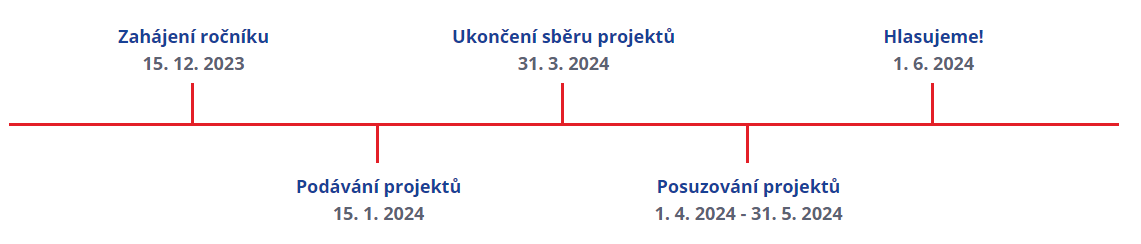 Zahájení ročníku
15. 12. 2023
Ukončení sběru projektů
31. 3. 2024
Hlasujeme!
1. 6. 2024
Podávání projektů
15. 1. 2024
Posuzování projektů
1. 4. 2024 - 31. 5. 2024